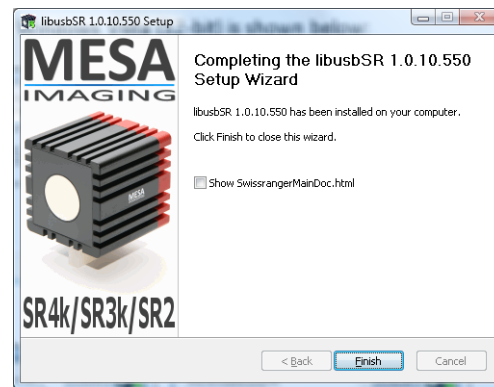 libusbSR 1.0.10.550 Setup
MESA
IMAGING
MESA
SR4k/SR3k/SR2
Completing the libusbSR 1.0.10.550
Setup Wizard
libusbSR 1.0.10.550 has been installed on your computer.
Click Finish to close this wizard.
Show SwissrangerMainDoc.html
< Back
Finish
Cancel